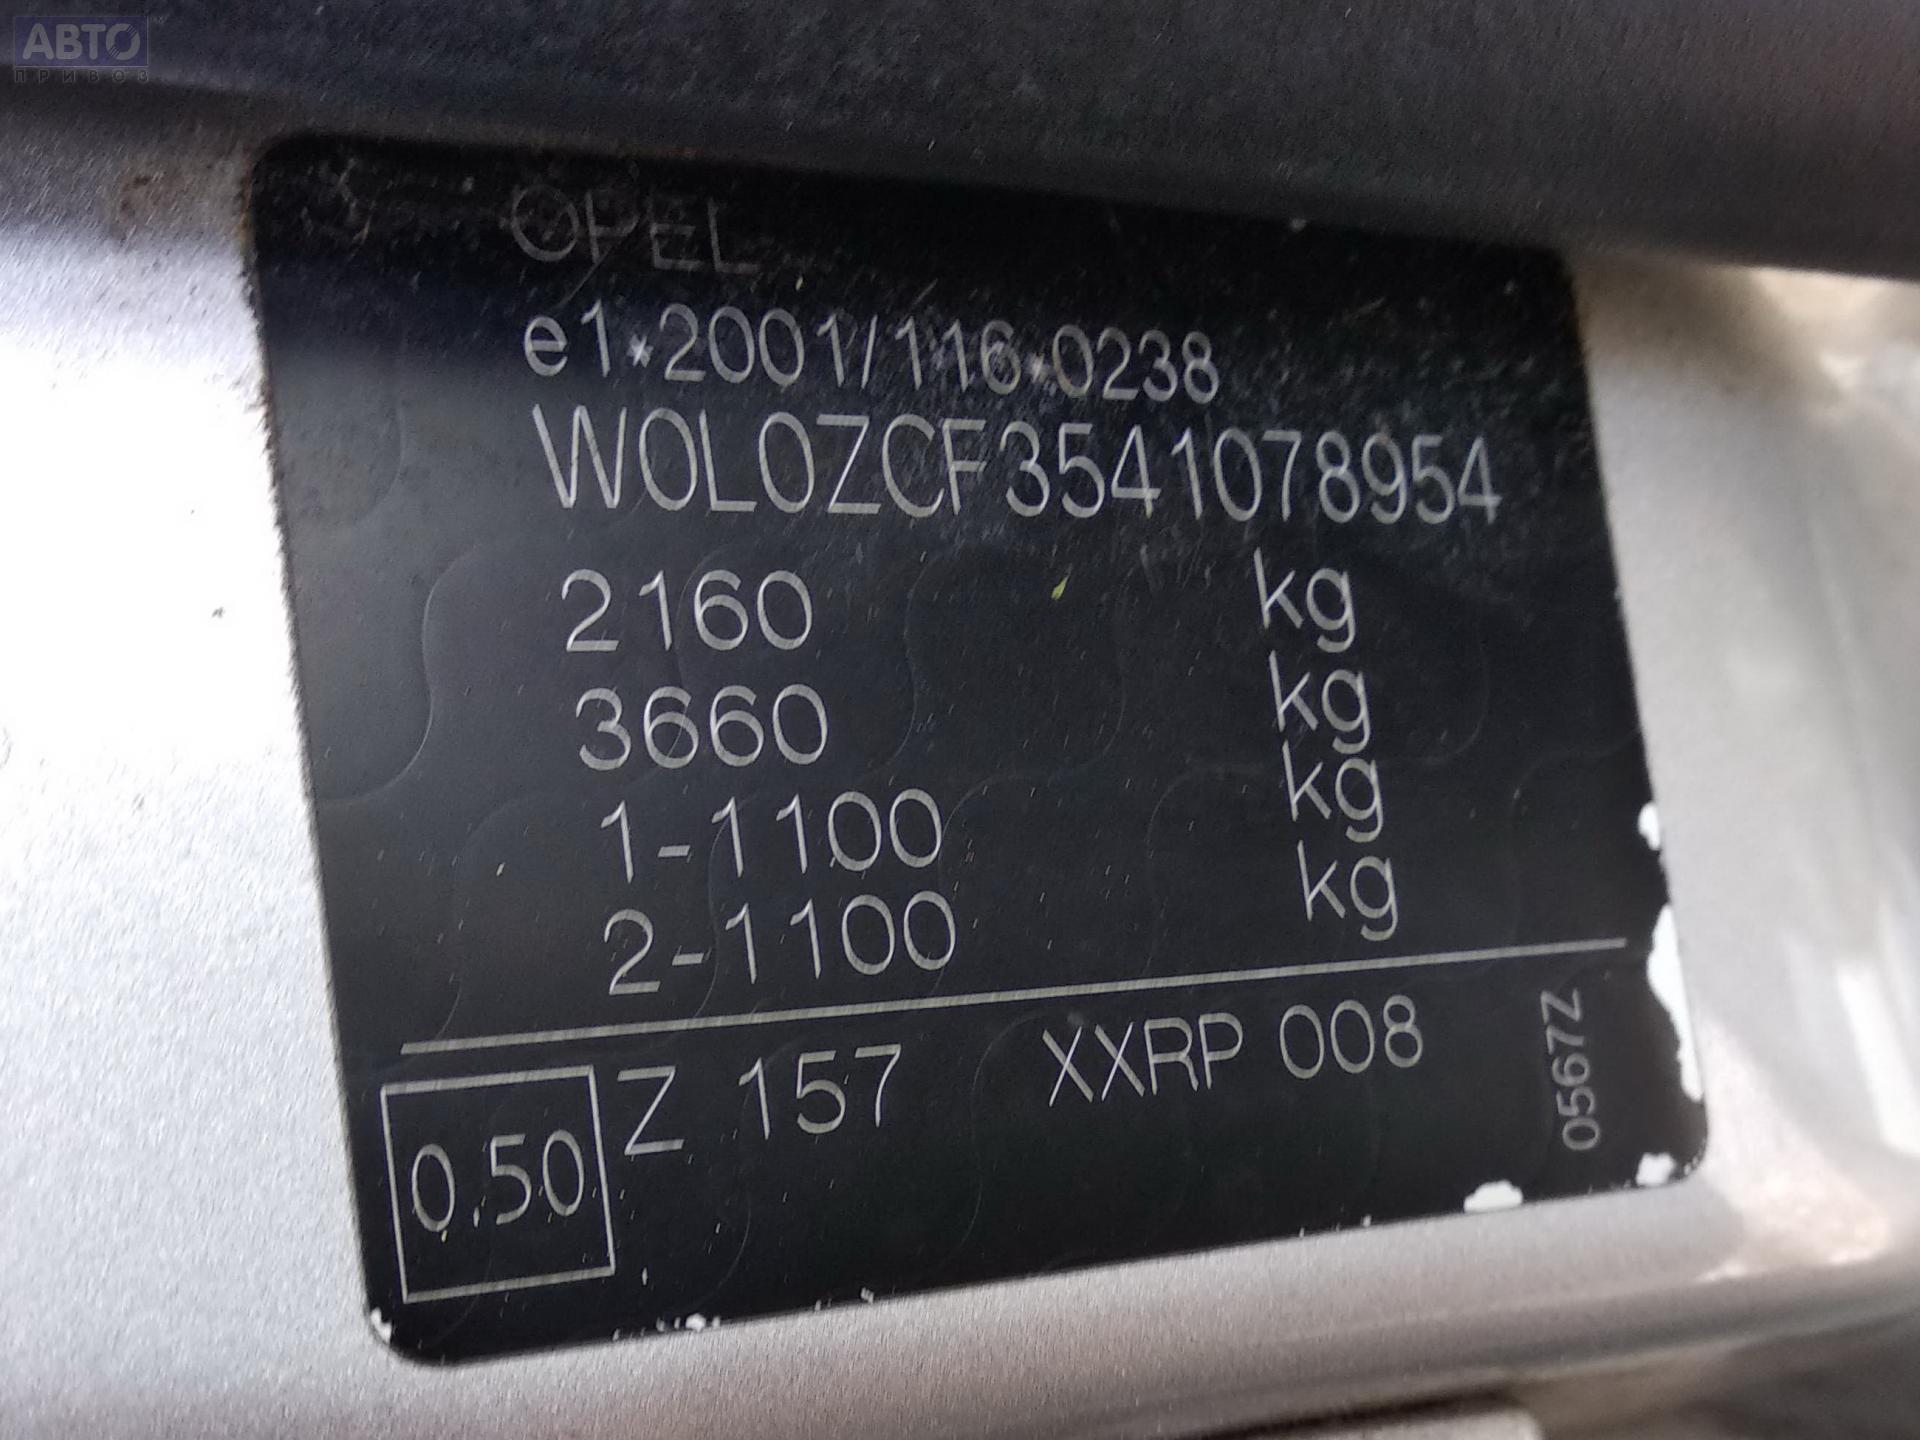 АВТО
ПРИВОЗ
OPEL
e1*2001/116*0238
W0L0ZCF3541078954
2160 kg
3660 kg
1-1100 kg
2-1100 kg
0.50 Z 157 XXRP 008
0567Z